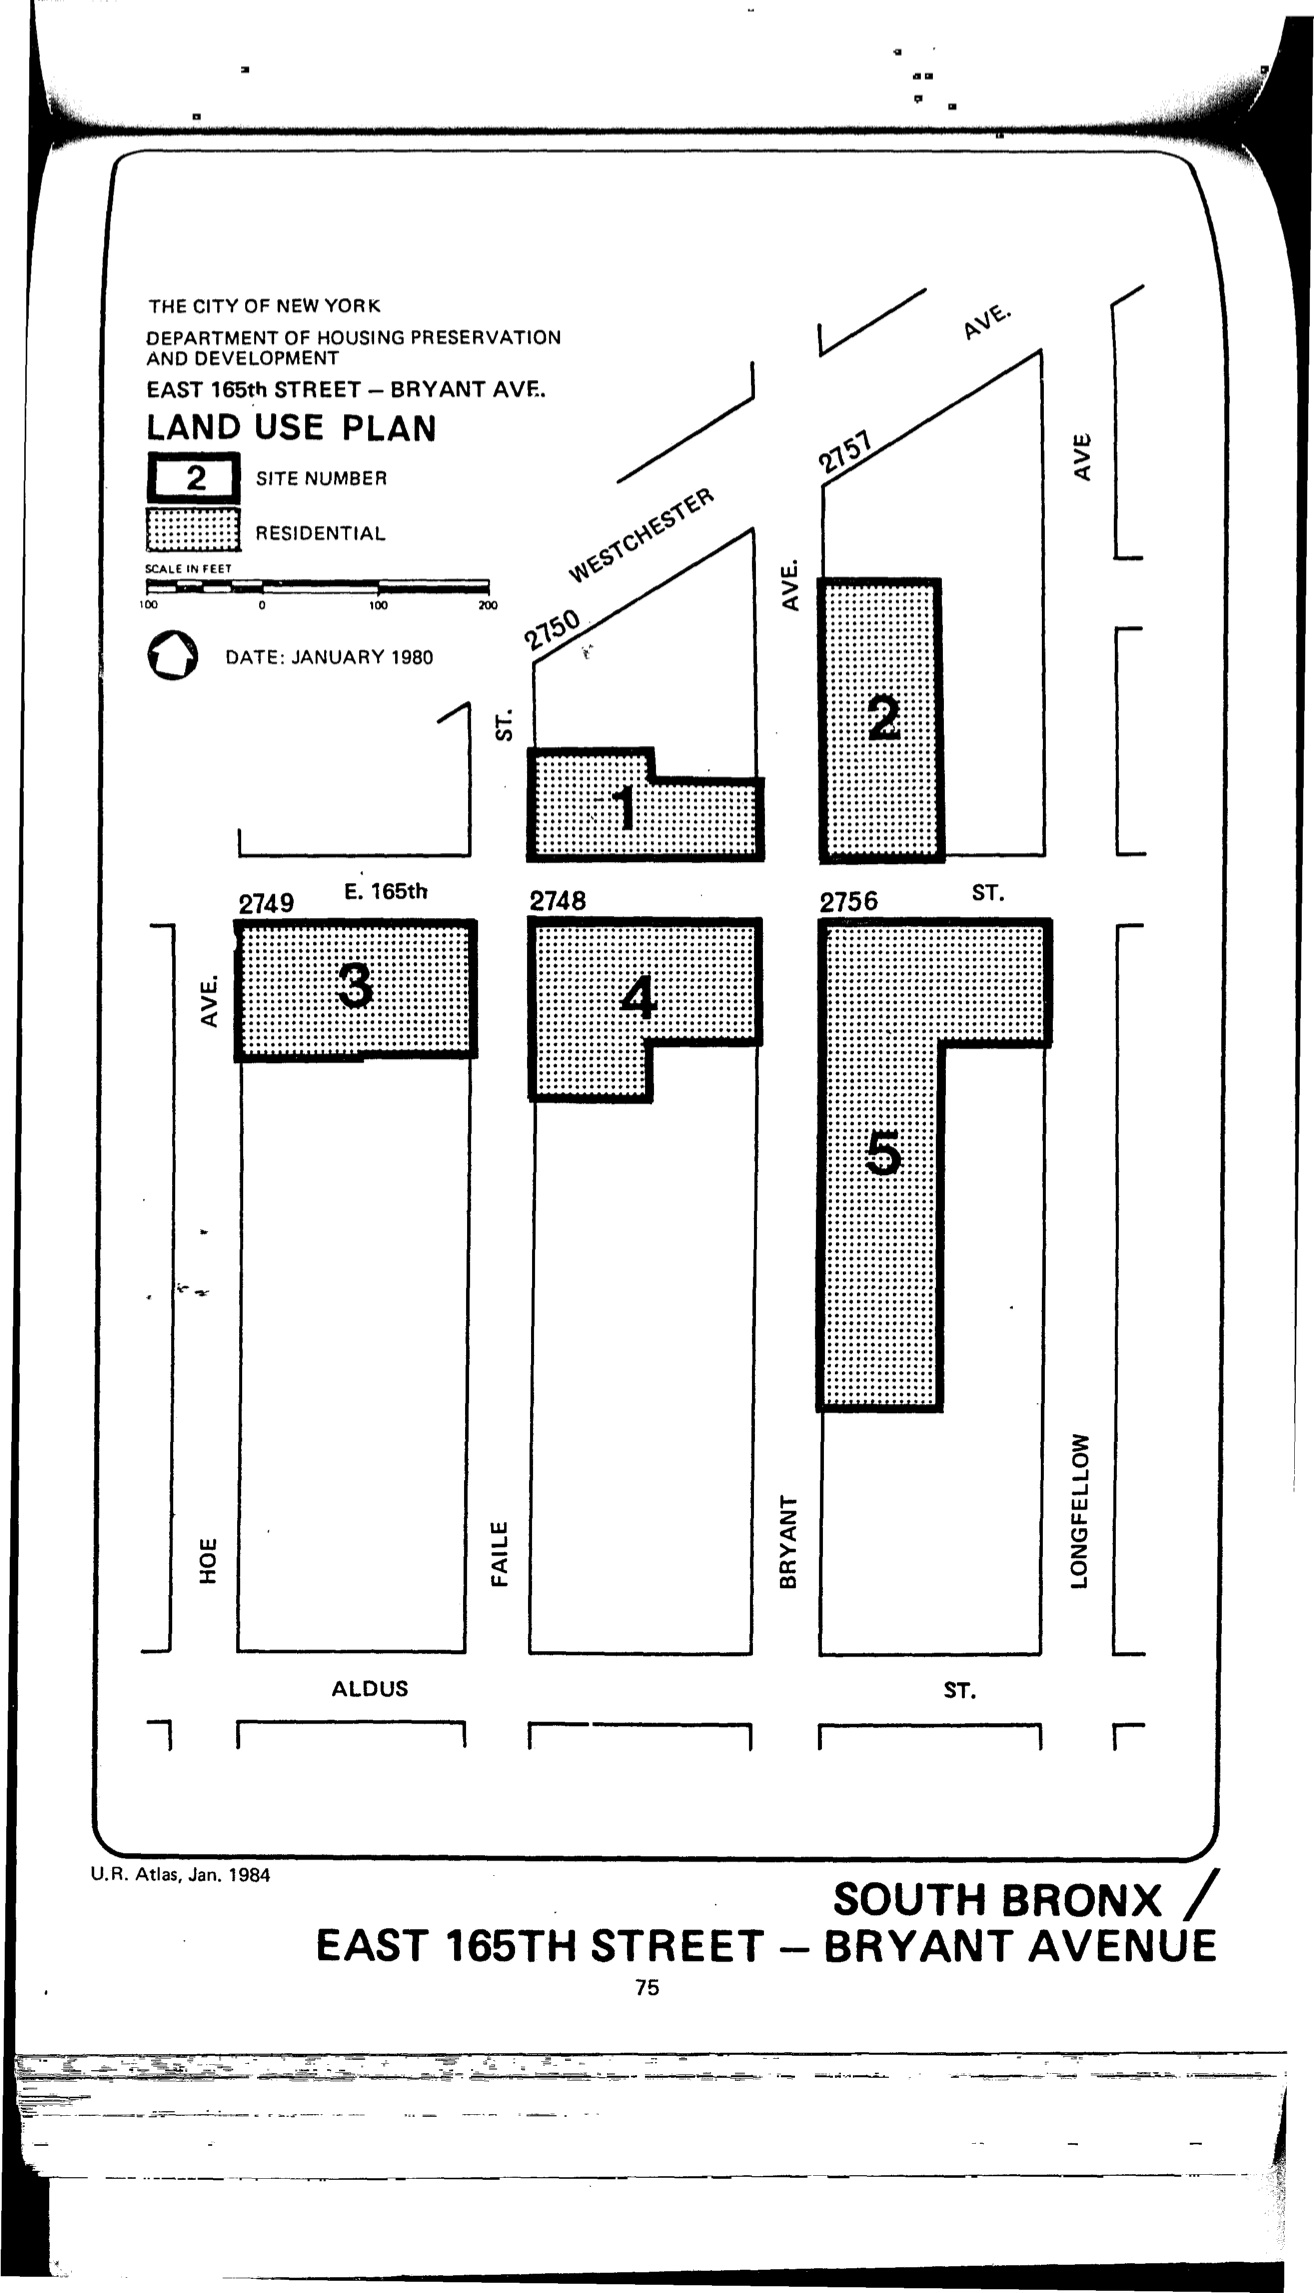 THE CITY OF NEW YORK
DEPARTMENT OF HOUSING PRESERVATION
AND DEVELOPMENT
EAST 165th STREET – BRYANT AVE.
LAND USE PLAN
2 SITE NUMBER
RESIDENTIAL
SCALE IN FEET
100 0 100 200
DATE: JANUARY 1980
AVE.
2757
AVE
WESTCHESTER
AVE.
2750
ST.
2
1
E. 165th
ST.
2749
2748
2756
3
4
AVE.
5
HOE
FAILE
BRYANT
LONGFELLOW
ALDUS
ST.
U.R. Atlas, Jan. 1984
SOUTH BRONX /
EAST 165TH STREET – BRYANT AVENUE
75